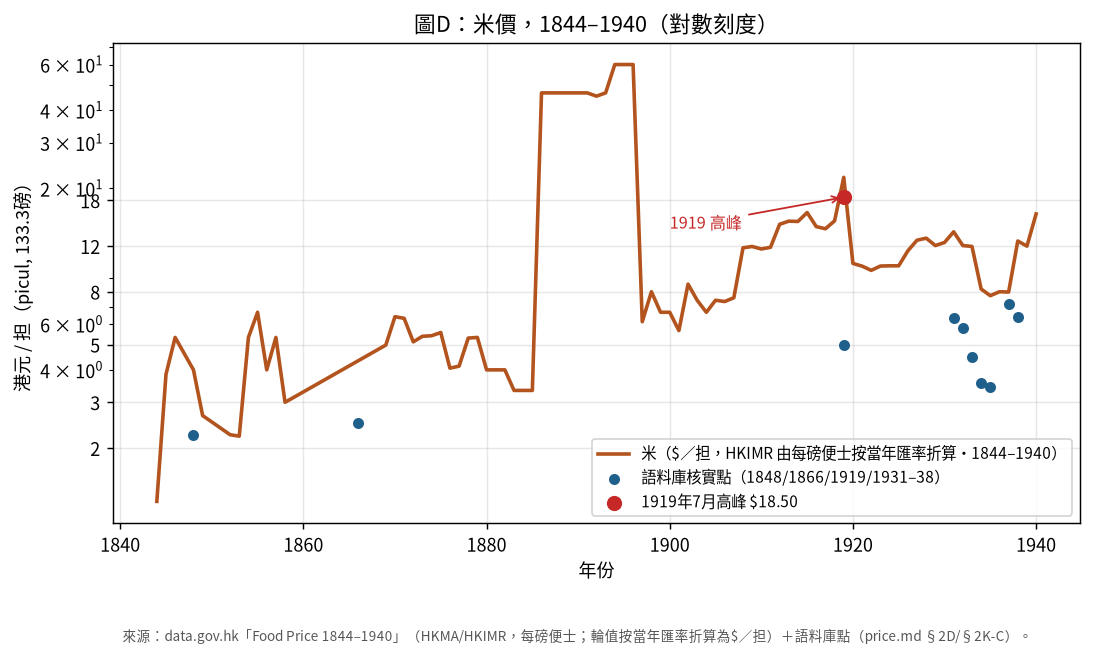 圖D：米價，1844–1940（對數刻度）
港元 / 担（picul, 133.3磅）
6 × 10¹
4 × 10¹
3 × 10¹
2 × 10¹
18
12
8
6 × 10⁰
5
4 × 10⁰
3
2
1919 高峰
米（$／担，HKIMR 由每磅便士按當年匯率折算・1844–1940）
語料庫核實點（1848/1866/1919/1931–38）
1919年7月高峰 $18.50
1840 1860 1880 1900 1920 1940
年份
來源：data.gov.hk「Food Price 1844–1940」（HKMA/HKIMR，每磅便士；輪值按當年匯率折算為$／担）＋語料庫點（price.md §2D/§2K-C）。